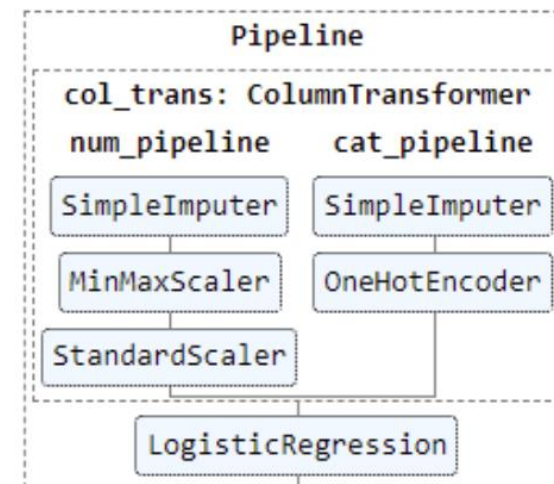 Pipeline
col_trans: ColumnTransformer
num_pipeline cat_pipeline
SimpleImputer SimpleImputer
MinMaxScaler OneHotEncoder
StandardScaler
LogisticRegression